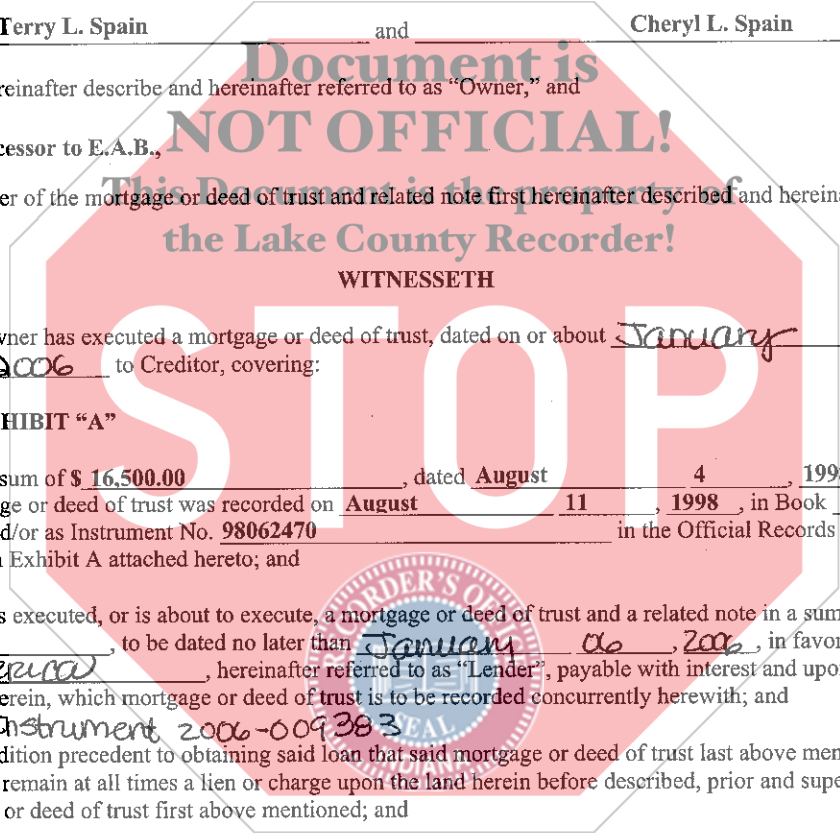 Terry L. Spain and Cheryl L. Spain
Document is
reinafter describe and hereinafter referred to as “Owner,” and
NOT OFFICIAL!
cessor to E.A.B.,
This Document is the property of
er of the mortgage or deed of trust and related note first hereinafter described and hereina
the Lake County Recorder!
WITNESSETH
STOP
wner has executed a mortgage or deed of trust, dated on or about January
2006 to Creditor, covering:
HIBIT “A”
sum of $ 16,500.00 , dated August 4 , 199
ge or deed of trust was recorded on August 11 , 1998 , in Book
d/or as Instrument No. 98062470 in the Official Records
Exhibit A attached hereto; and
s executed, or is about to execute, a mortgage or deed of trust and a related note in a sum
, to be dated no later than January 06 , 2006 , in favor
erica , hereinafter referred to as “Lender”, payable with interest and upo
erein, which mortgage or deed of trust is to be recorded concurrently herewith; and
Instrument 2006-009383
dition precedent to obtaining said loan that said mortgage or deed of trust last above men
remain at all times a lien or charge upon the land herein before described, prior and supe
or deed of trust first above mentioned; and
RECORDER'S OF
SEAL
INDIANA